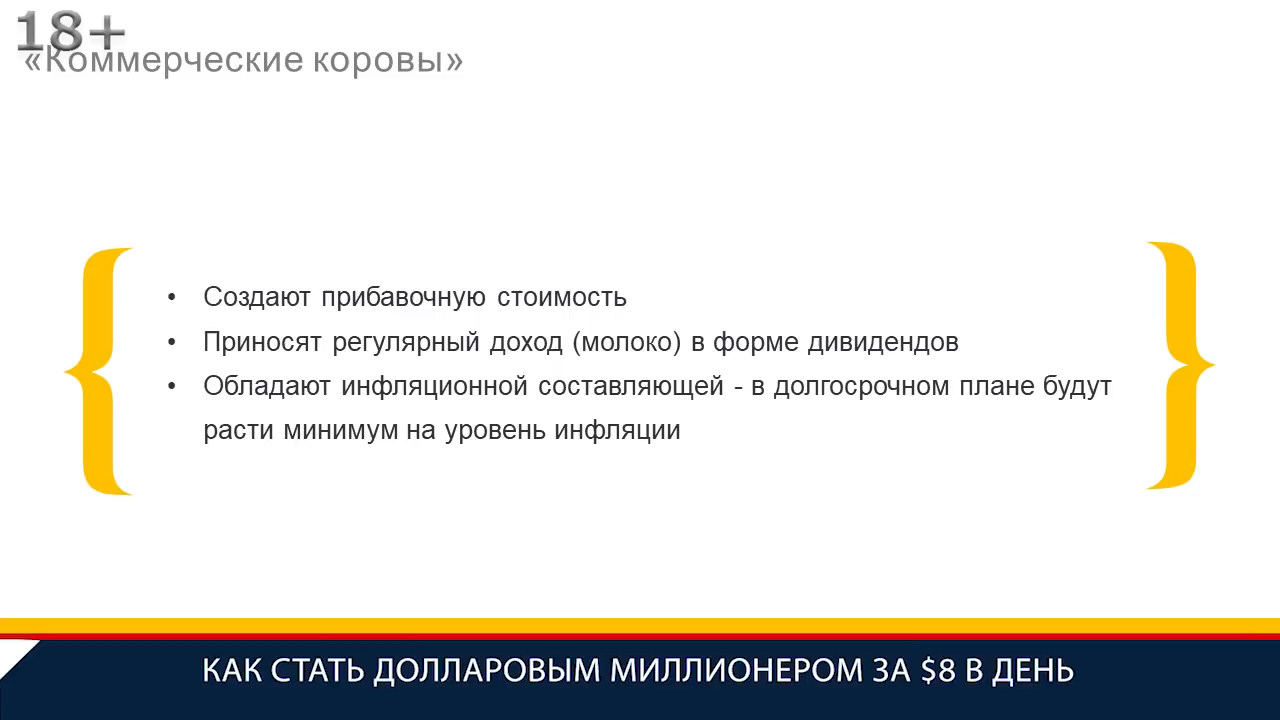 18+
«Коммерческие коровы»
• Создают прибавочную стоимость
• Приносят регулярный доход (молоко) в форме дивидендов
• Обладают инфляционной составляющей - в долгосрочном плане будут
расти минимум на уровень инфляции
КАК СТАТЬ ДОЛЛАРОВЫМ МИЛЛИОНЕРОМ ЗА $8 В ДЕНЬ